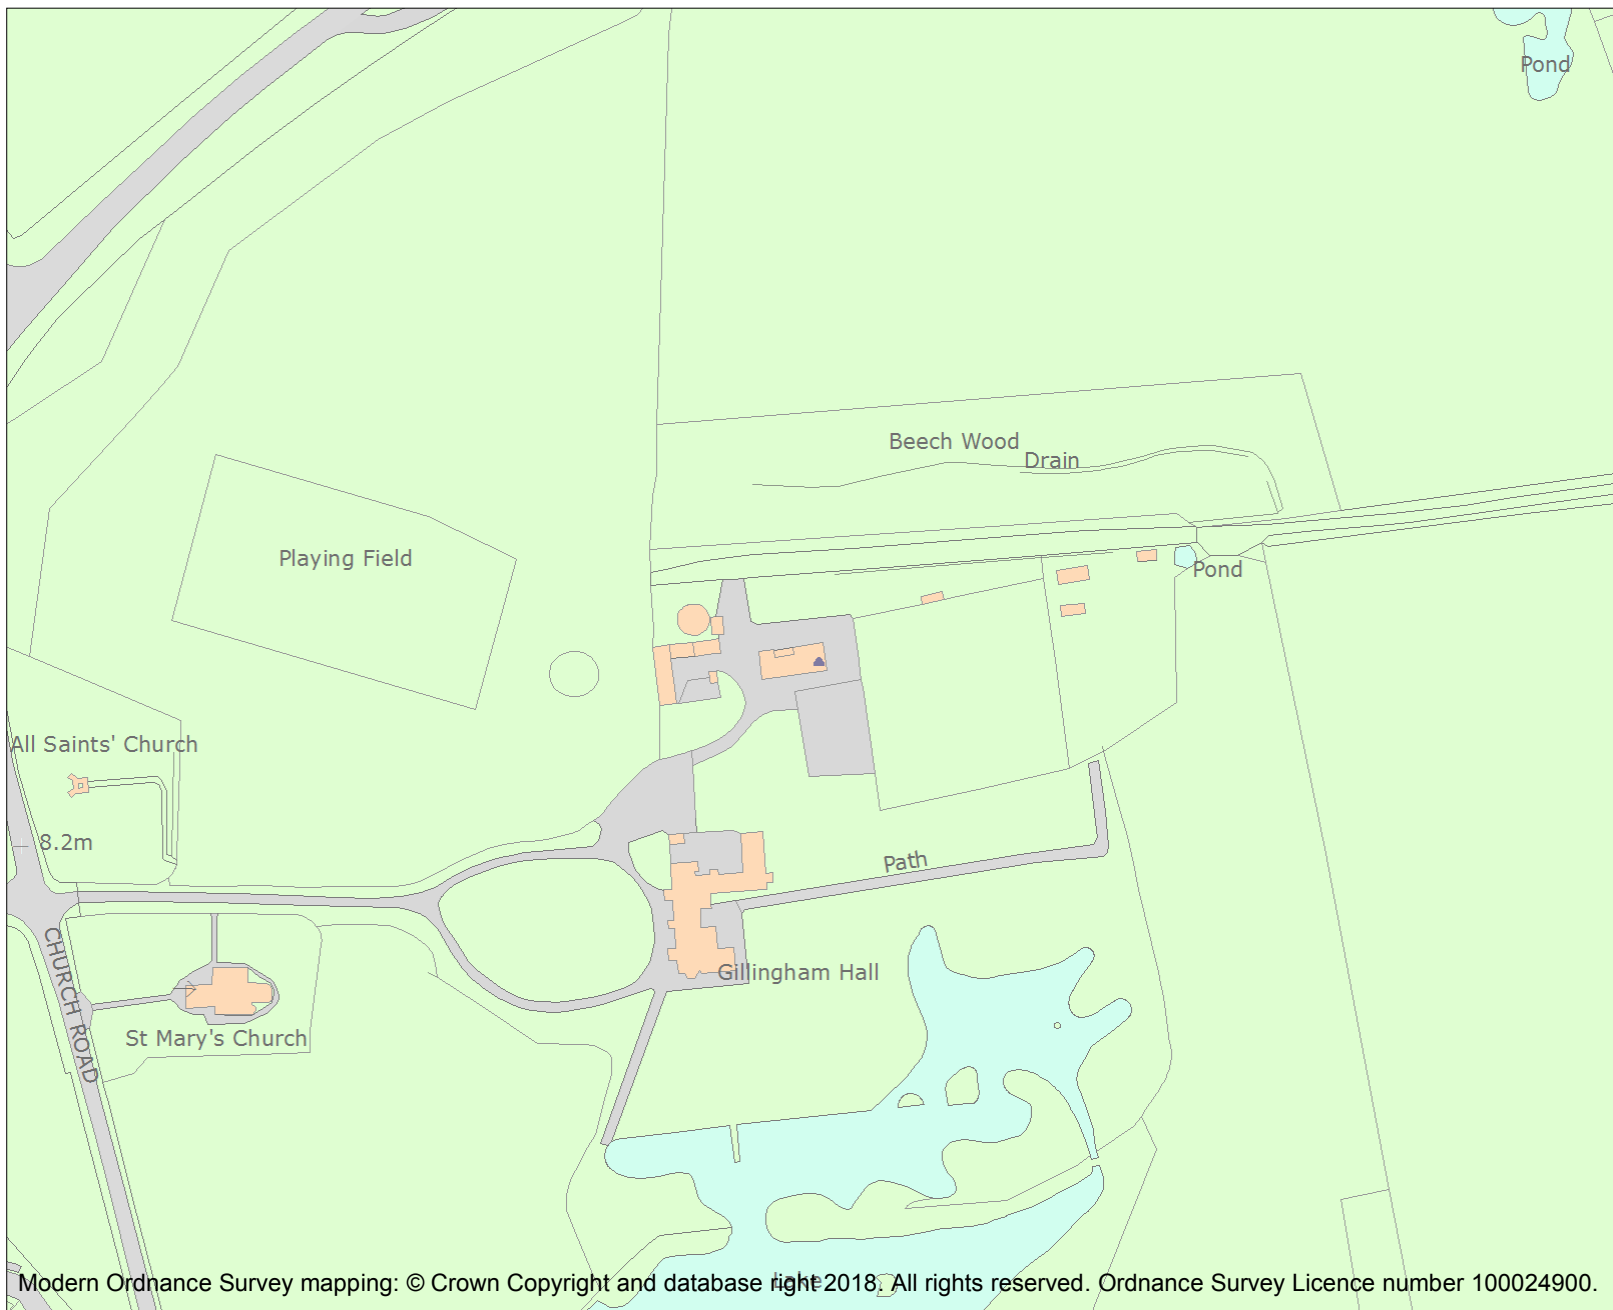 Pond
Beech Wood
Drain
Playing Field
Pond
All Saints' Church
8.2m
Path
CHURCH ROAD
Gillingham Hall
St Mary's Church
Lake
Modern Ordnance Survey mapping: © Crown Copyright and database right 2018. All rights reserved. Ordnance Survey Licence number 100024900.